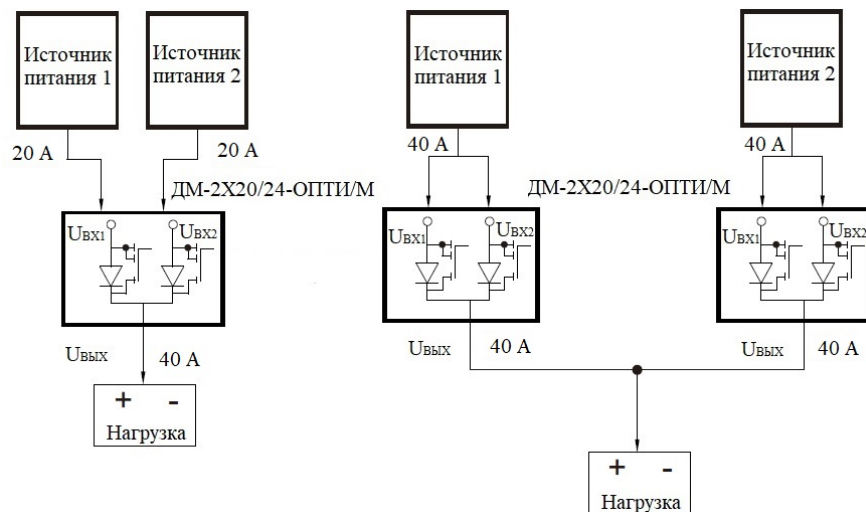 Источник
питания 1
Источник
питания 2
20 А
20 А
ДМ-2Х20/24-ОПТИ/М
UВХ1
UВХ2
UВЫХ
40 А
+ -
Нагрузка
Источник
питания 1
Источник
питания 2
40 А
40 А
ДМ-2Х20/24-ОПТИ/М
UВХ1
UВХ2
UВХ1
UВХ2
UВЫХ
40 А
UВЫХ
40 А
+ -
Нагрузка